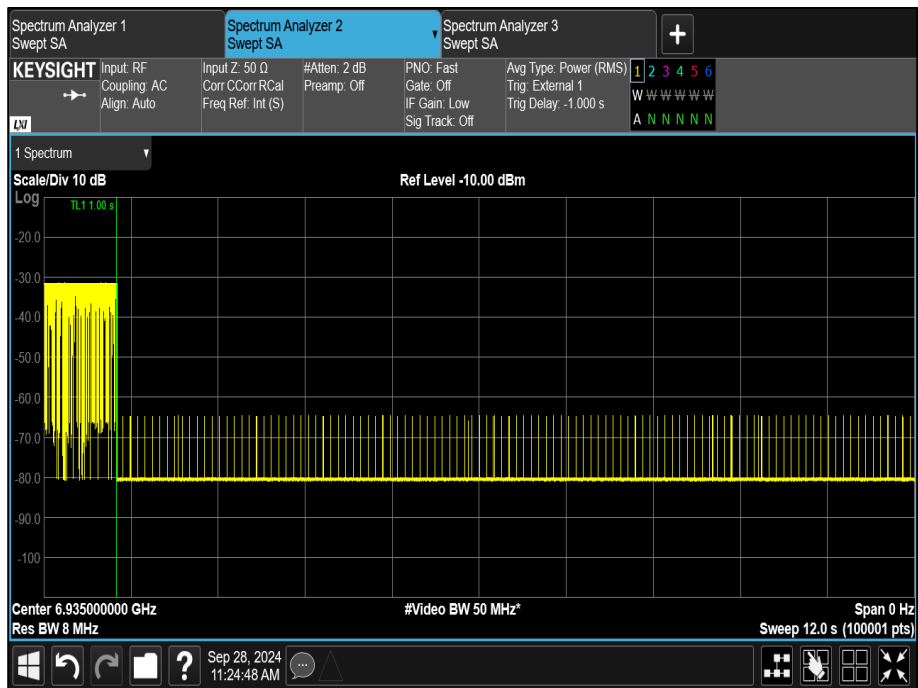 Spectrum Analyzer 1
Swept SA
Spectrum Analyzer 2
Swept SA
Spectrum Analyzer 3
Swept SA
+
KEYSIGHT
LXI
Input: RF
Coupling: AC
Align: Auto
Input Z: 50 Ω
Corr CCorr RCal
Freq Ref: Int (S)
#Atten: 2 dB
Preamp: Off
PNO: Fast
Gate: Off
IF Gain: Low
Sig Track: Off
Avg Type: Power (RMS)
Trig: External 1
Trig Delay: -1.000 s
1 2 3 4 5 6
W W W W W W
A N N N N N
1 Spectrum
Scale/Div 10 dB
Ref Level -10.00 dBm
Log
TL1 1.00 s
-20.0
-30.0
-40.0
-50.0
-60.0
-70.0
-80.0
-90.0
-100
Center 6.935000000 GHz
#Video BW 50 MHz*
Span 0 Hz
Res BW 8 MHz
Sweep 12.0 s (100001 pts)
?
Sep 28, 2024
11:24:48 AM